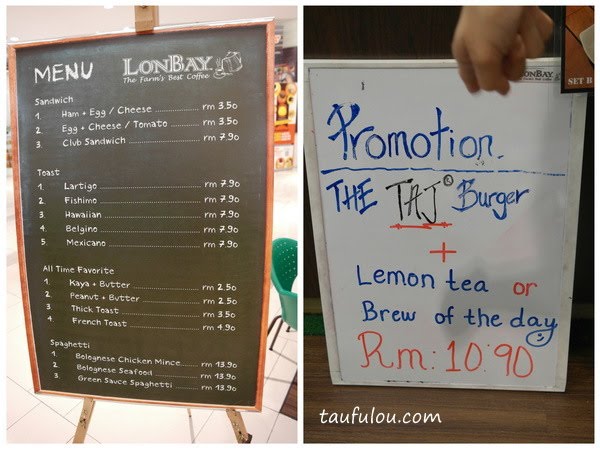 MENU
LonBay
The Farm's Best Coffee
Sandwich
1. Ham + Egg / Cheese rm 3.50
2. Egg + Cheese / Tomato rm 3.50
3. Club Sandwich rm 7.90
Toast
1. Lartigo rm 7.90
2. Fishimo rm 7.90
3. Hawaiian rm 7.90
4. Belgino rm 7.90
5. Mexicano rm 7.90
All Time Favorite
1. Kaya + Butter rm 2.50
2. Peanut + Butter rm 2.50
3. Thick Toast rm 3.50
4. French Toast rm 4.90
Spaghetti
1. Bolognese Chicken Mince rm 13.90
2. Bolognese Seafood rm 13.90
3. Green Sauce Spaghetti rm 13.90
LonBay
SET B
Promotion.
THE TAJ® Burger
+
Lemon tea or
Brew of the day
Rm: 10:90
taufulou.com